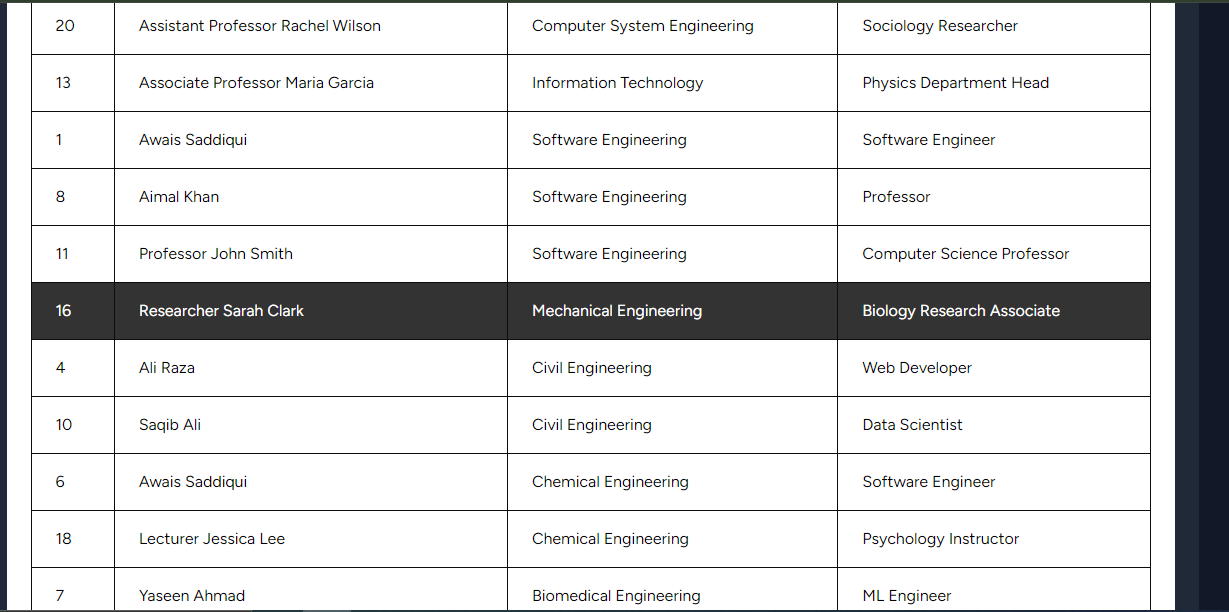 20 Assistant Professor Rachel Wilson Computer System Engineering Sociology Researcher
13 Associate Professor Maria Garcia Information Technology Physics Department Head
1 Awais Saddiqui Software Engineering Software Engineer
8 Aimal Khan Software Engineering Professor
11 Professor John Smith Software Engineering Computer Science Professor
16 Researcher Sarah Clark Mechanical Engineering Biology Research Associate
4 Ali Raza Civil Engineering Web Developer
10 Saqib Ali Civil Engineering Data Scientist
6 Awais Saddiqui Chemical Engineering Software Engineer
18 Lecturer Jessica Lee Chemical Engineering Psychology Instructor
7 Yaseen Ahmad Biomedical Engineering ML Engineer